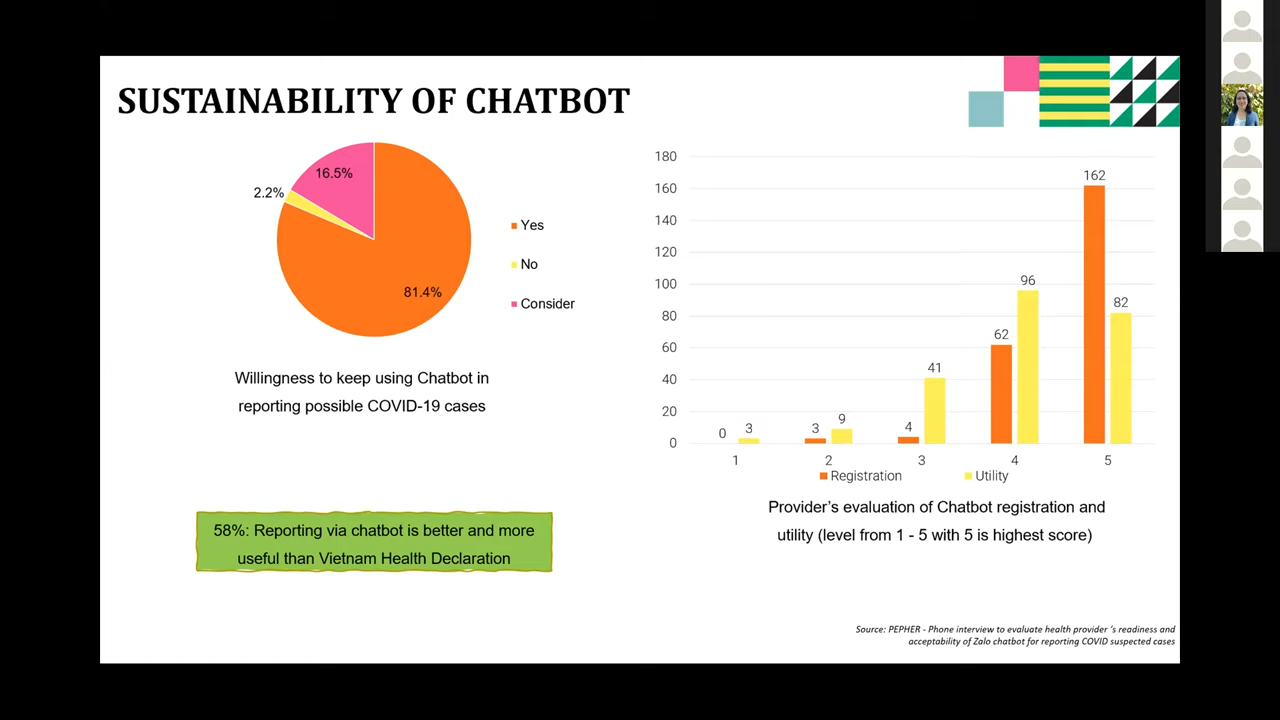 SUSTAINABILITY OF CHATBOT
16.5%
2.2%
81.4%
Yes
No
Consider
Willingness to keep using Chatbot in
reporting possible COVID-19 cases
58%: Reporting via chatbot is better and more
useful than Vietnam Health Declaration
180
160
140
120
100
80
60
40
20
0
0
3
3
9
4
41
62
96
162
82
1
2
3
4
5
Registration
Utility
Provider’s evaluation of Chatbot registration and
utility (level from 1 - 5 with 5 is highest score)
Source: PEPHER - Phone interview to evaluate health provider 's readiness and
acceptability of Zalo chatbot for reporting COVID suspected cases